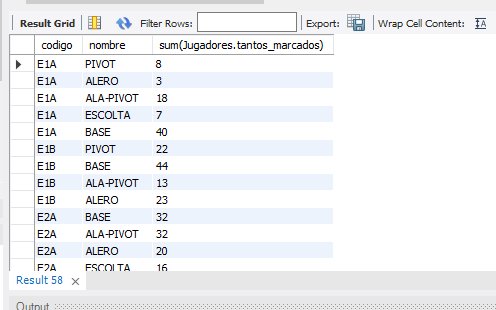 Result Grid Filter Rows: Export: Wrap Cell Content:
codigo nombre sum(Jugadores.tantos_marcados)
E1A PIVOT 8
E1A ALERO 3
E1A ALA-PIVOT 18
E1A ESCOLTA 7
E1A BASE 40
E1B PIVOT 22
E1B BASE 44
E1B ALA-PIVOT 13
E1B ALERO 23
E2A BASE 32
E2A ALA-PIVOT 32
E2A ALERO 20
E2A ESCOLTA 16
Result 58
Output